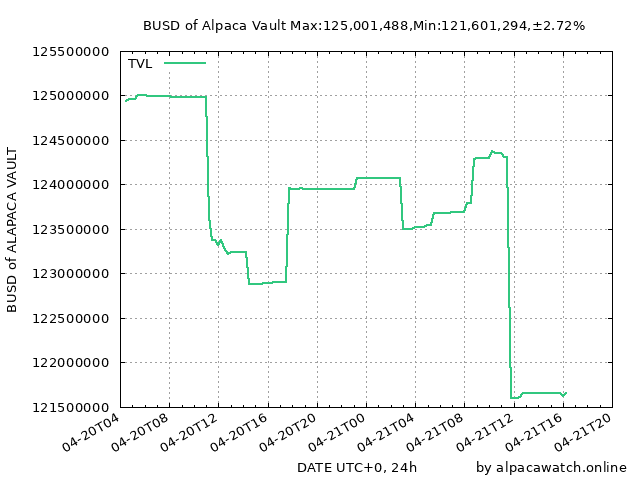 BUSD of Alpaca Vault Max:125,001,488,Min:121,601,294,±2.72%
TVL
125500000
125000000
124500000
124000000
123500000
123000000
122500000
122000000
121500000
BUSD of ALAPACA VAULT
04-20T04
04-20T08
04-20T12
04-20T16
04-20T20
04-21T00
04-21T04
04-21T08
04-21T12
04-21T16
04-21T20
DATE UTC+0, 24h
by alpacawatch.online